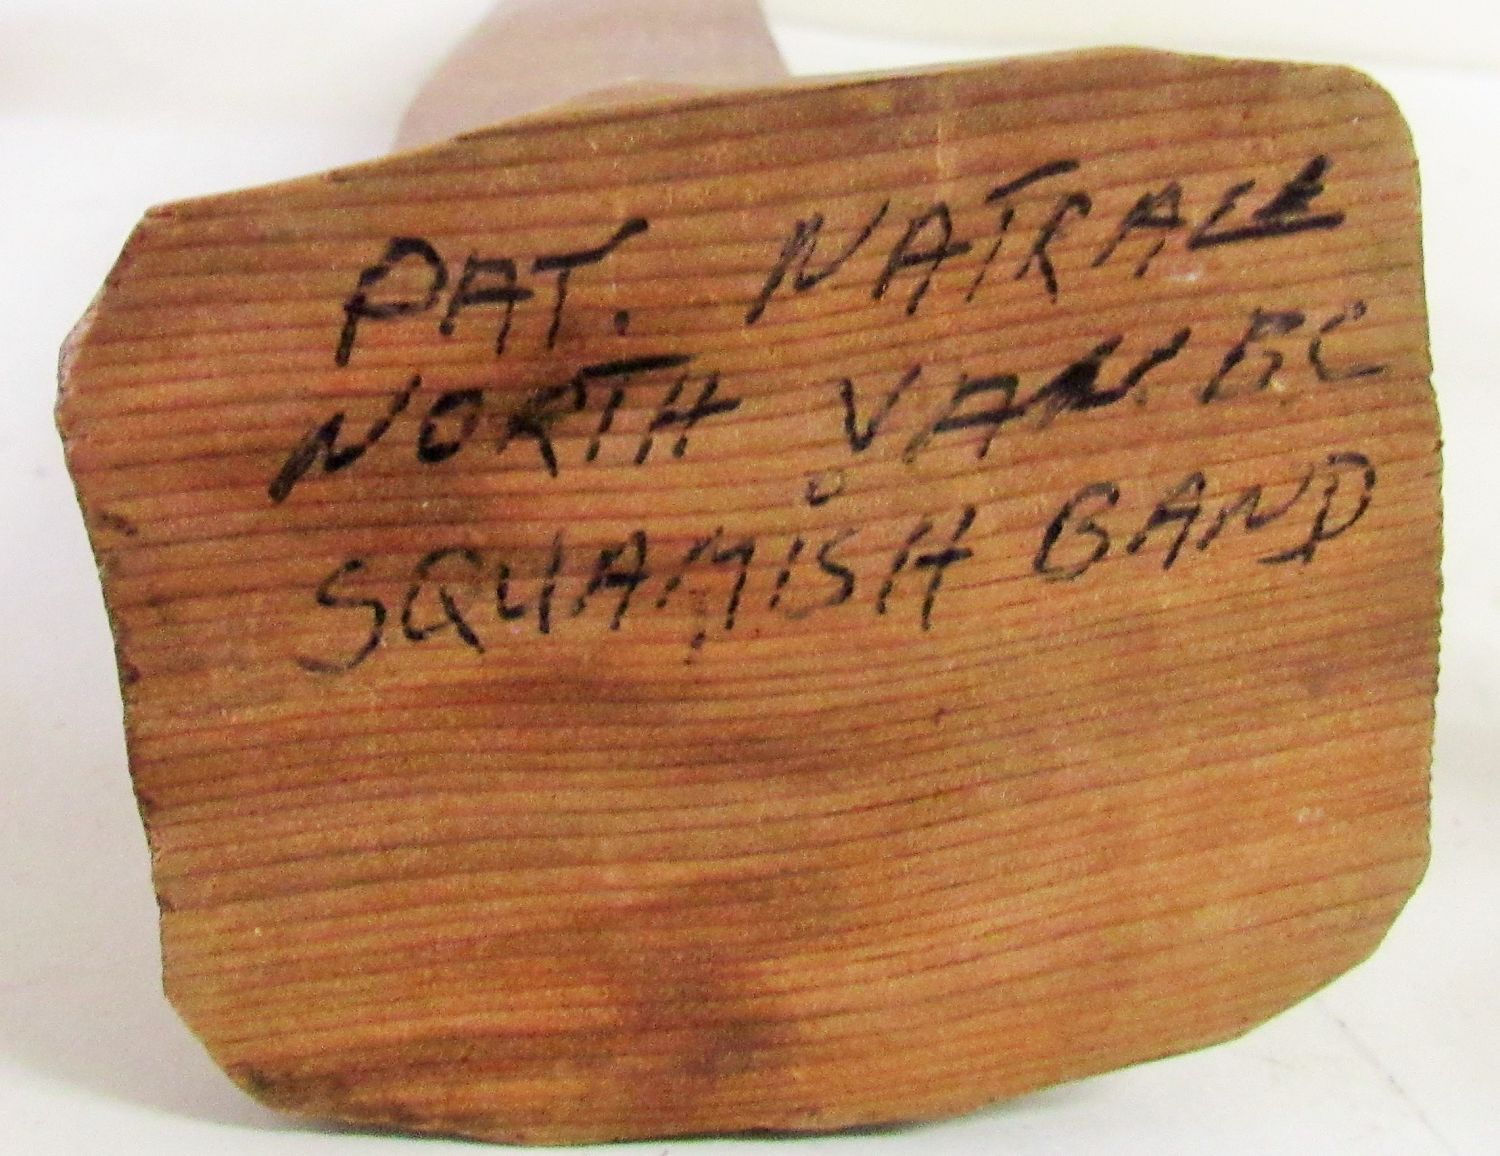 PAT. NATRALL
NORTH VAN. BC
SQUAMISH BAND